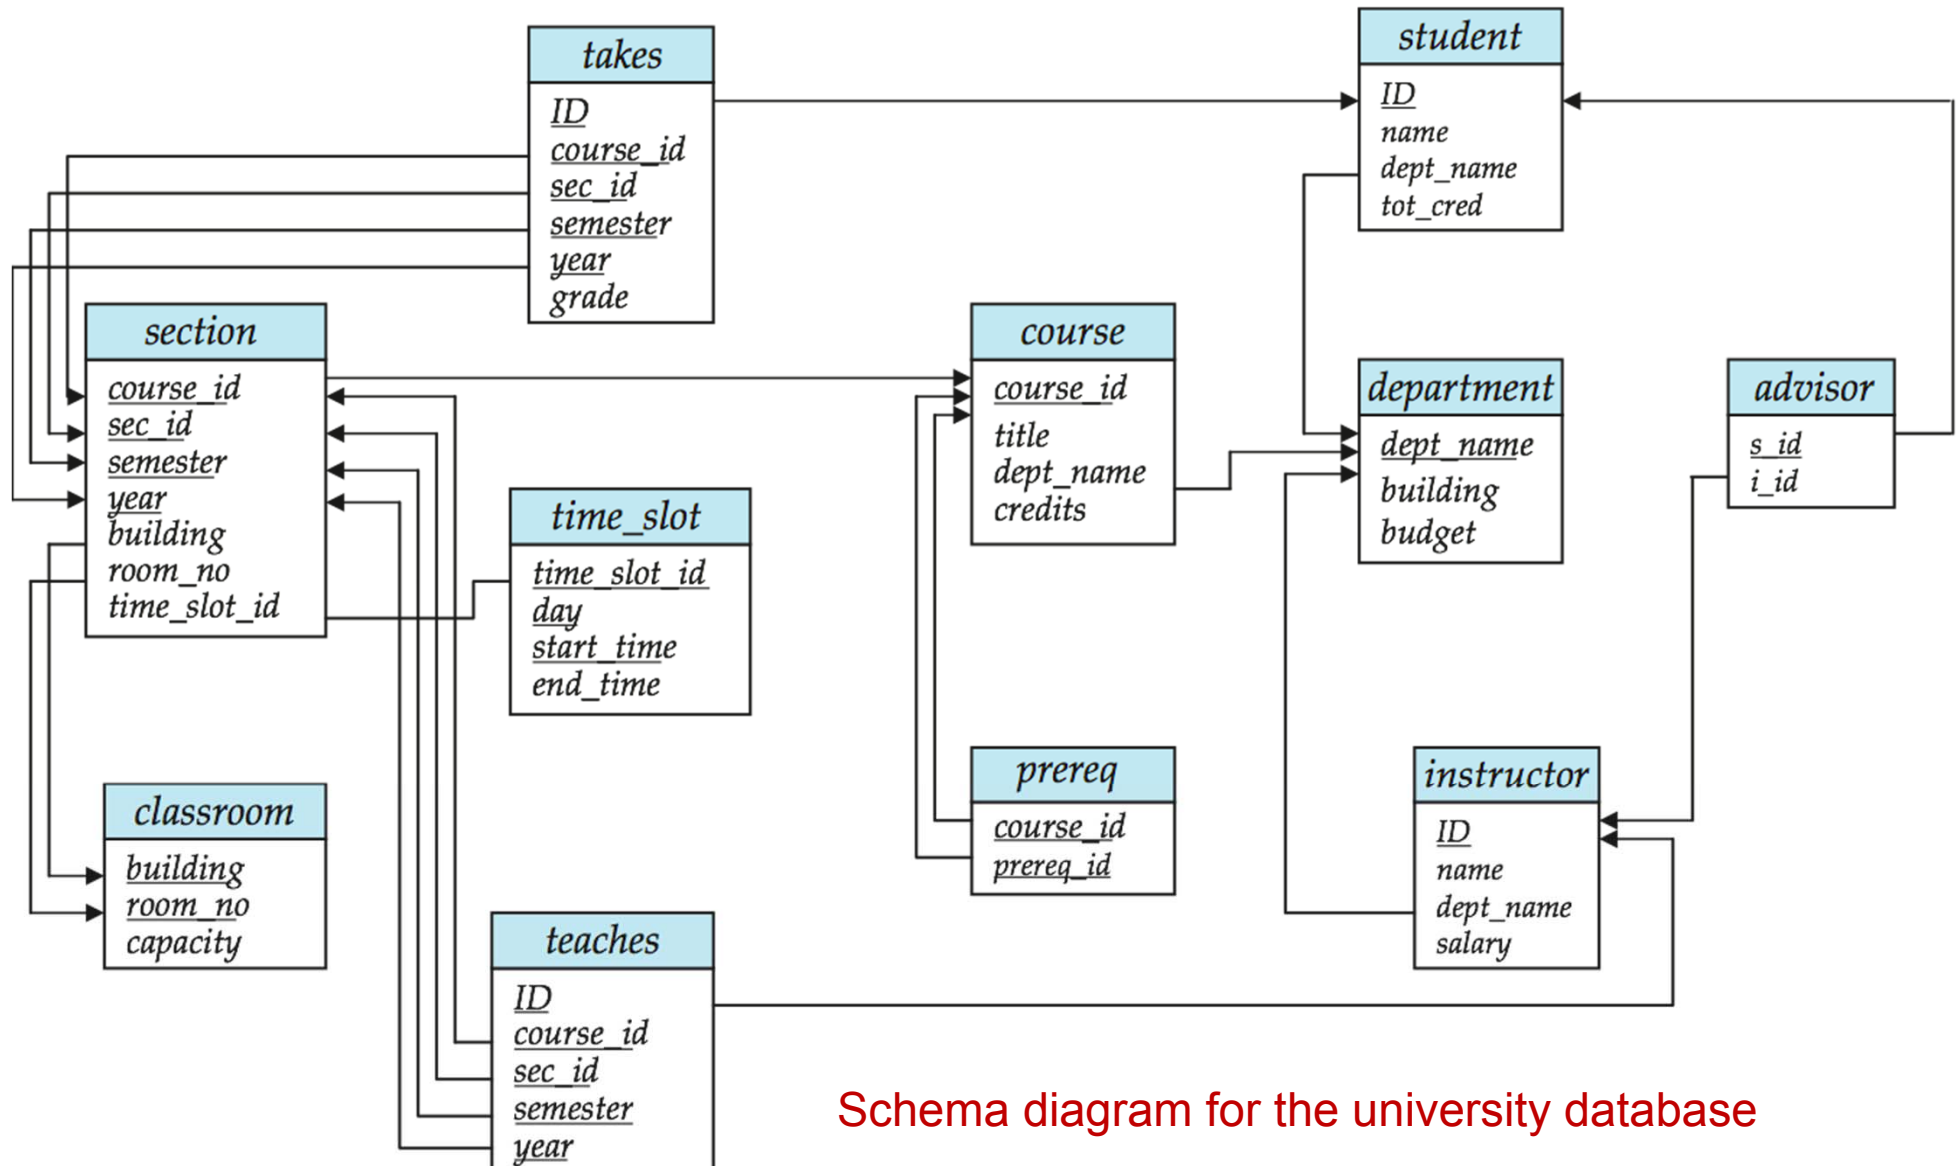 takes
ID
course_id
sec_id
semester
year
grade
student
ID
name
dept_name
tot_cred
section
course_id
sec_id
semester
year
building
room_no
time_slot_id
time_slot
time_slot_id
day
start_time
end_time
course
course_id
title
dept_name
credits
department
dept_name
building
budget
advisor
s_id
i_id
classroom
building
room_no
capacity
prereq
course_id
prereq_id
instructor
ID
name
dept_name
salary
teaches
ID
course_id
sec_id
semester
year
Schema diagram for the university database